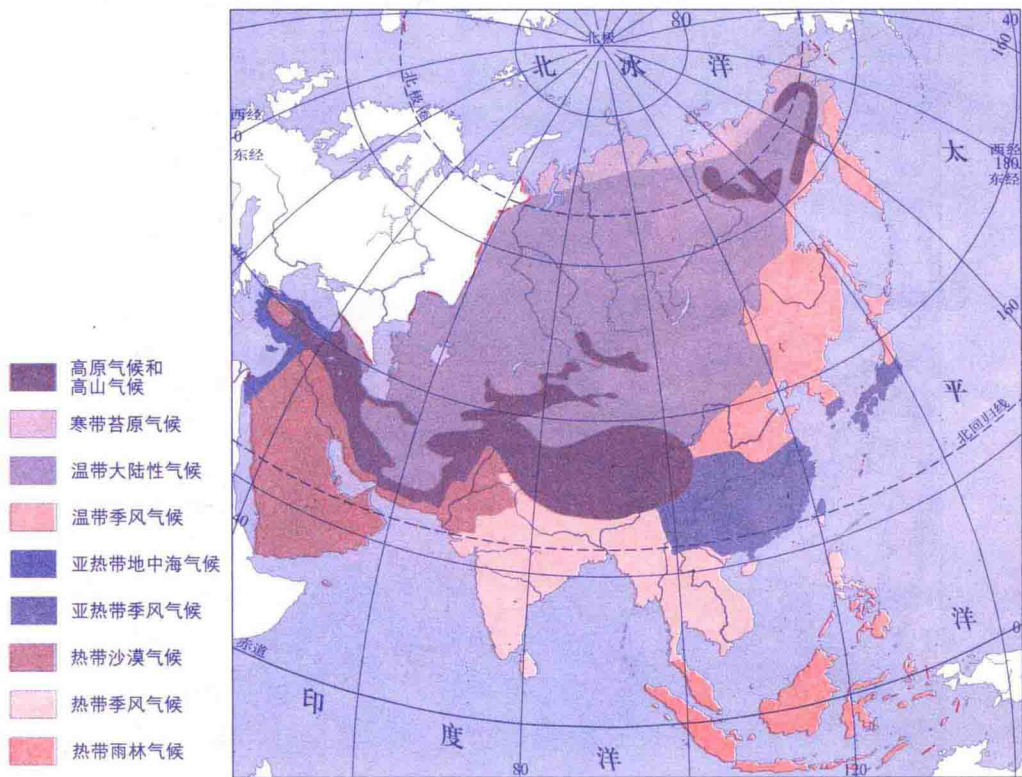 80
40
160
北极
北 冰 洋
北极圈
西经
0
东经
太
西经
180
东经
160
平
北回归线
洋
0
赤道
印
度
洋
80
120
高原气候和
高山气候
寒带苔原气候
温带大陆性气候
温带季风气候
亚热带地中海气候
亚热带季风气候
热带沙漠气候
热带季风气候
热带雨林气候